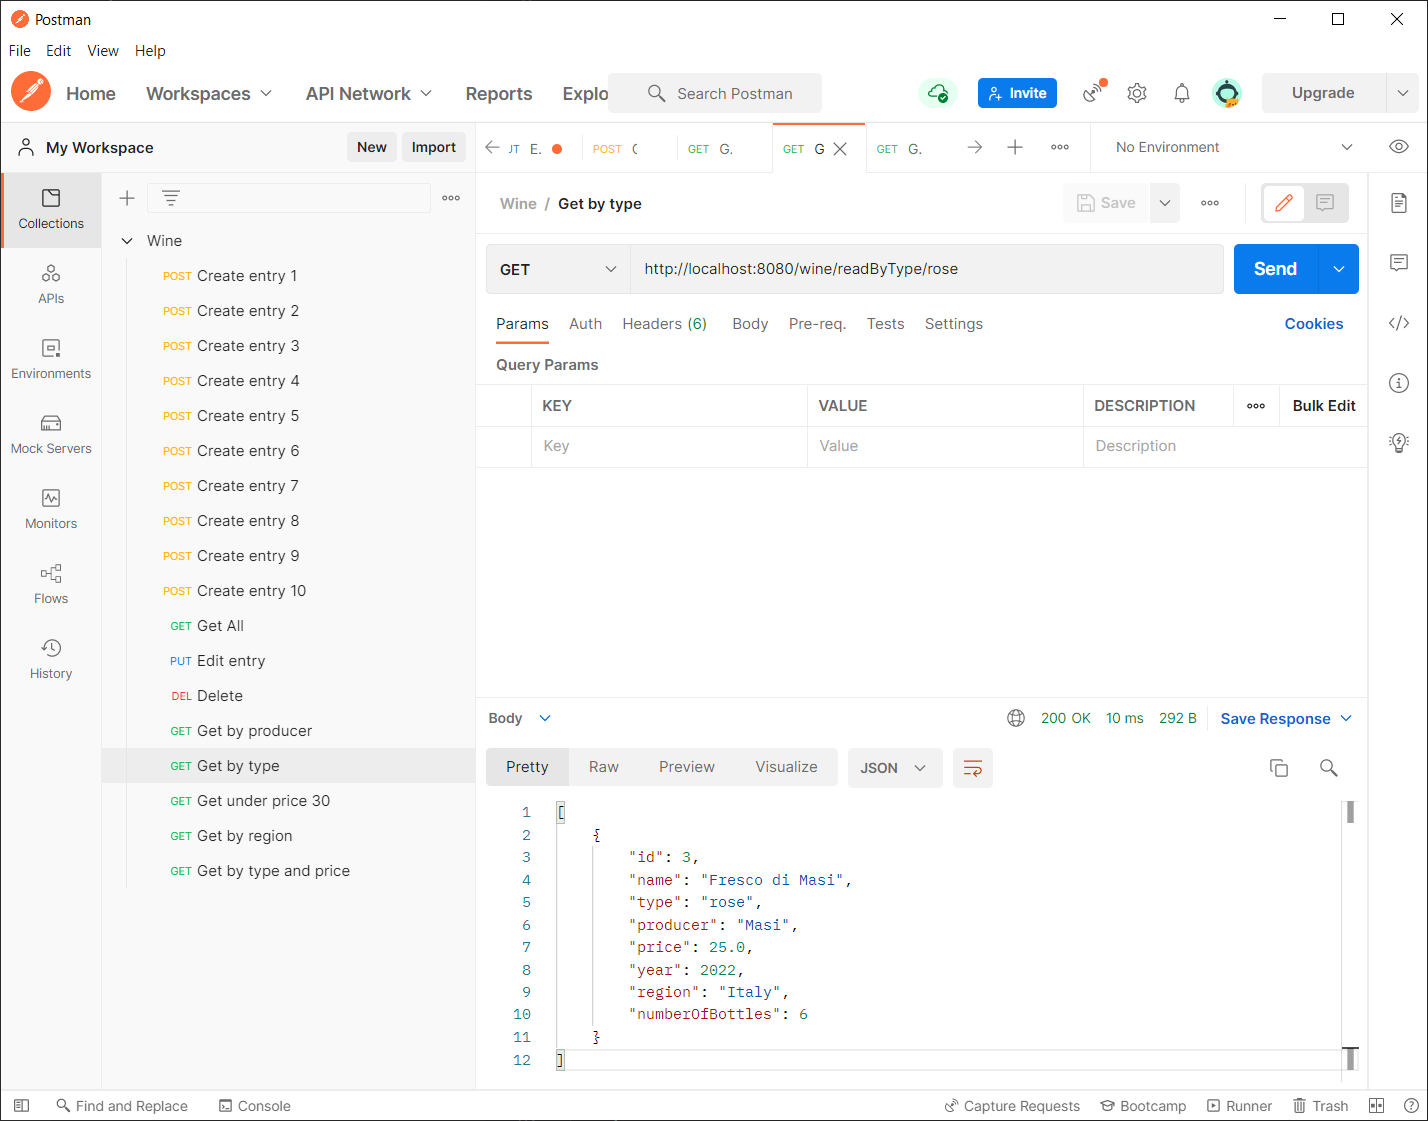 Postman
File Edit View Help
Home Workspaces API Network Reports Explo Search Postman Invite Upgrade
My Workspace New Import
E. POST GET G. GET G GET G. No Environment
Collections
APIs
Environments
Mock Servers
Monitors
Flows
History
Wine
POST Create entry 1
POST Create entry 2
POST Create entry 3
POST Create entry 4
POST Create entry 5
POST Create entry 6
POST Create entry 7
POST Create entry 8
POST Create entry 9
POST Create entry 10
GET Get All
PUT Edit entry
DEL Delete
GET Get by producer
GET Get by type
GET Get under price 30
GET Get by region
GET Get by type and price
Wine / Get by type Save
GET http://localhost:8080/wine/readByType/rose Send
Params Auth Headers (6) Body Pre-req. Tests Settings Cookies
Query Params
KEY VALUE DESCRIPTION Bulk Edit
Key Value Description
Body 200 OK 10 ms 292 B Save Response
Pretty Raw Preview Visualize JSON
1 [
2 {
3 "id": 3,
4 "name": "Fresco di Masi",
5 "type": "rose",
6 "producer": "Masi",
7 "price": 25.0,
8 "year": 2022,
9 "region": "Italy",
10 "numberOfBottles": 6
11 }
12 ]
Find and Replace Console Capture Requests Bootcamp Runner Trash